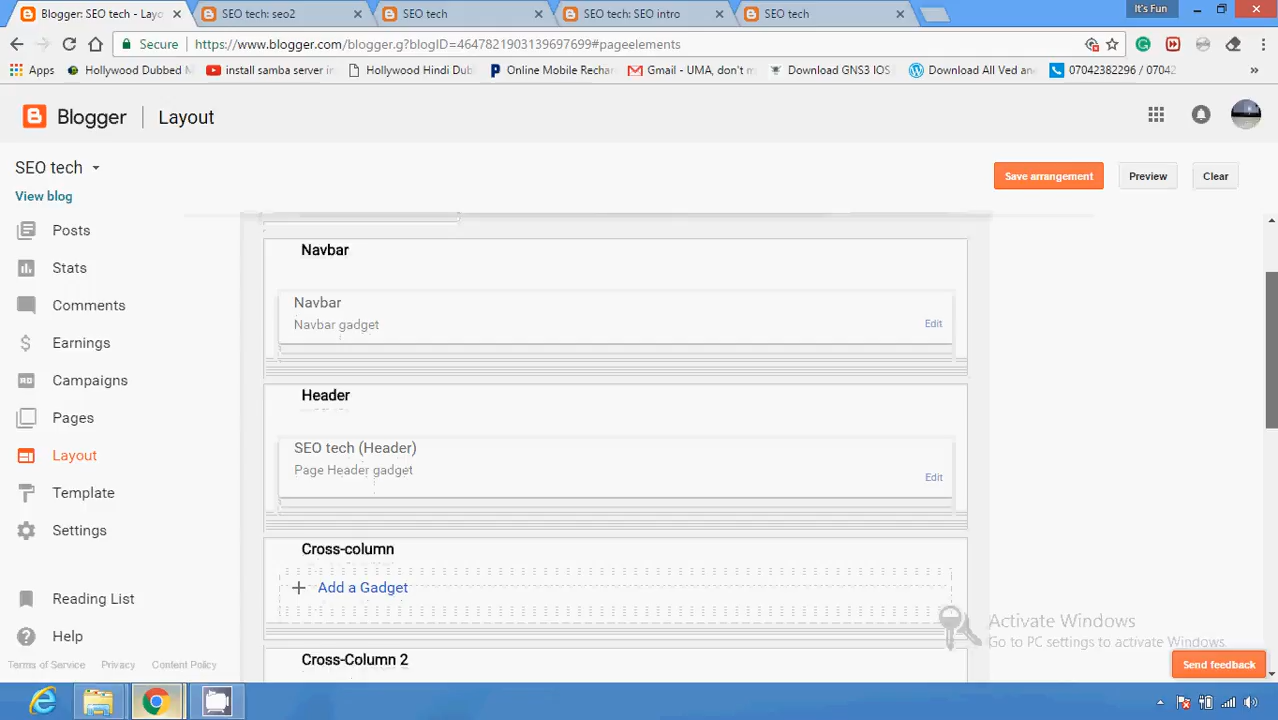 Blogger: SEO tech - Layo
SEO tech: seo2
SEO tech
SEO tech: SEO intro
SEO tech
It's Fun
Secure
https://www.blogger.com/blogger.g?blogID=4647821903139697699#pageelements
Apps
Hollywood Dubbed M
install samba server in
Hollywood Hindi Dub
Online Mobile Rechar
Gmail - UMA, don't m
Download GNS3 IOS
Download All Ved and
07042382296 / 07042
Blogger
Layout
SEO tech
View blog
Save arrangement
Preview
Clear
Posts
Stats
Comments
Earnings
Campaigns
Pages
Layout
Template
Settings
Reading List
Help
Terms of Service
Privacy
Content Policy
Navbar
Navbar
Navbar gadget
Edit
Header
SEO tech (Header)
Page Header gadget
Edit
Cross-column
Add a Gadget
Cross-Column 2
Activate Windows
Go to PC settings to activate Windows.
Send feedback